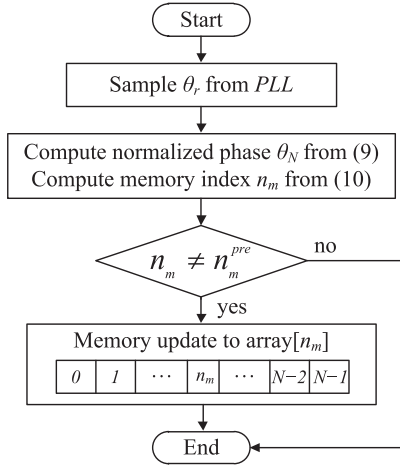 Start
Sample θr from PLL
Compute normalized phase θN from (9)
Compute memory index nm from (10)
nm ≠ nm^pre
no
yes
Memory update to array[nm]
0 1 ··· nm ··· N−2 N−1
End